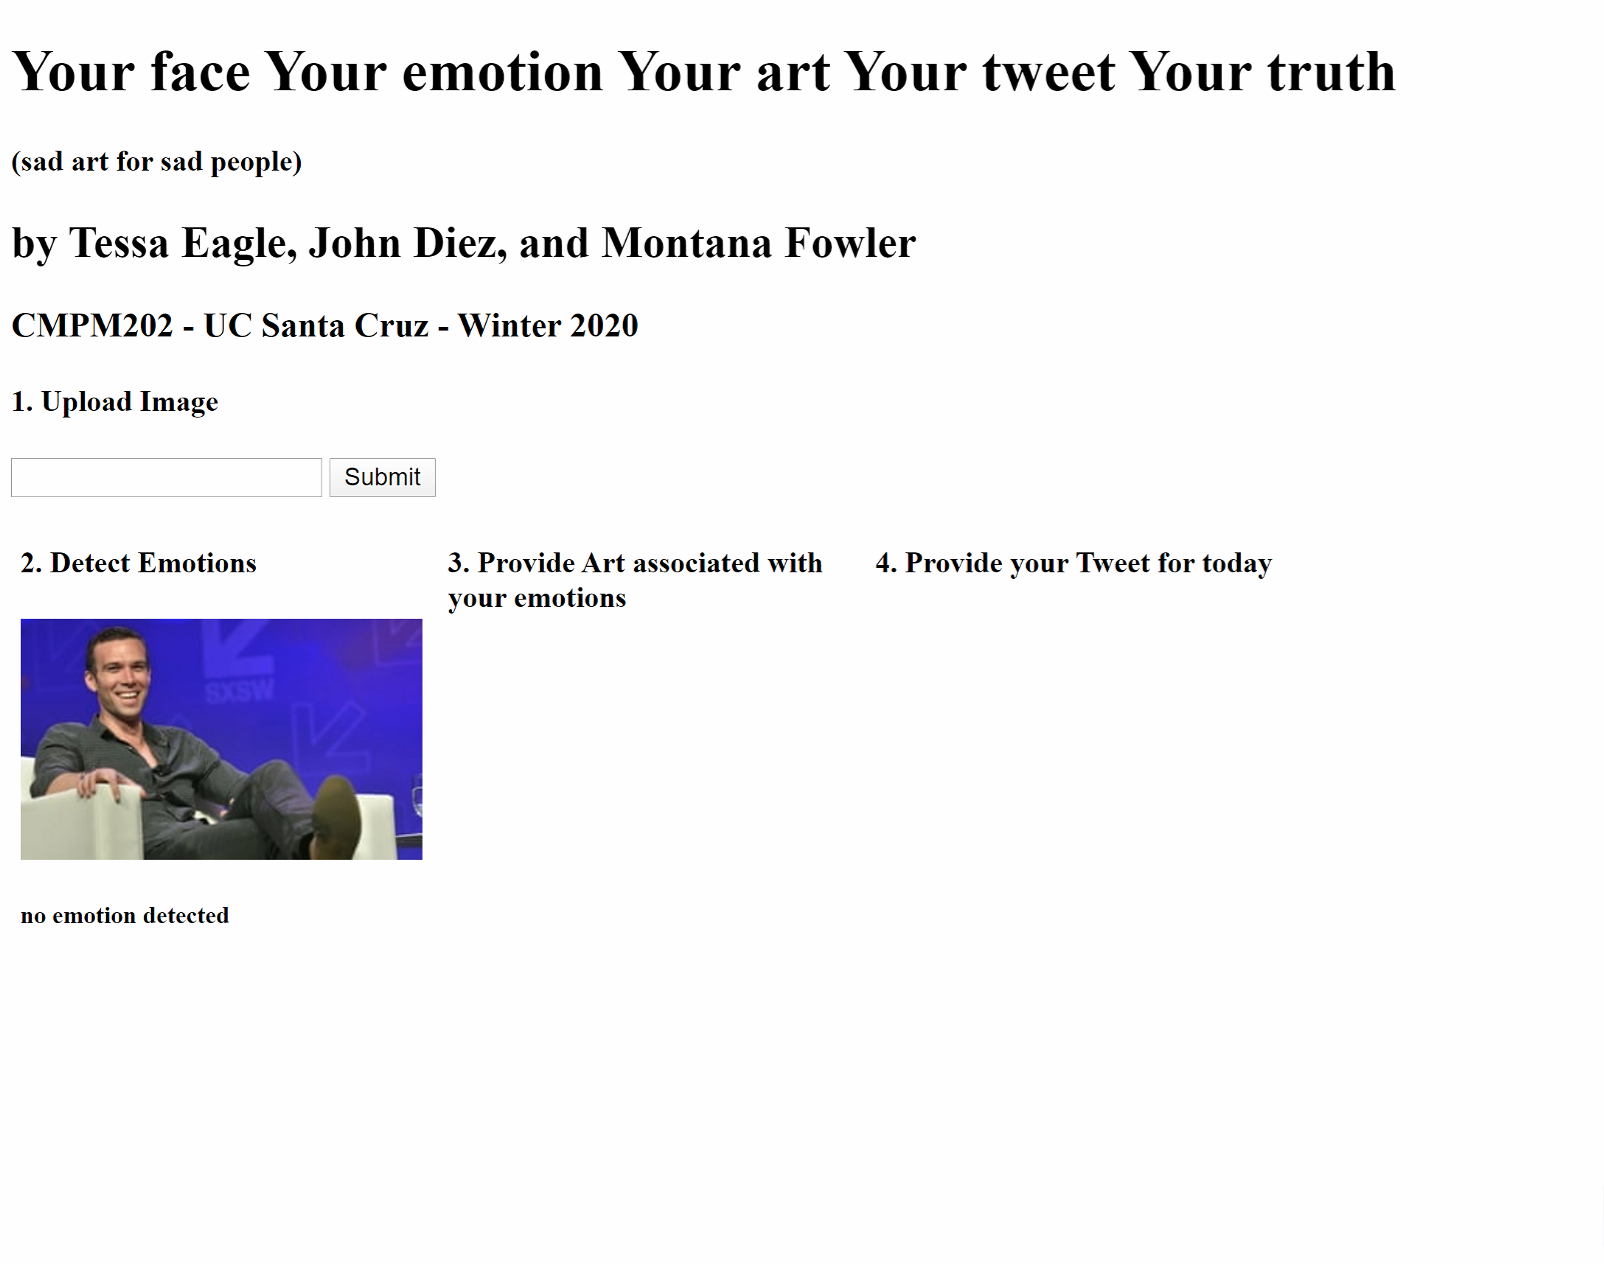 Your face Your emotion Your art Your tweet Your truth
(sad art for sad people)
by Tessa Eagle, John Diez, and Montana Fowler
CMPM202 - UC Santa Cruz - Winter 2020
1. Upload Image
Submit
2. Detect Emotions
3. Provide Art associated with
your emotions
4. Provide your Tweet for today
SXSW
no emotion detected